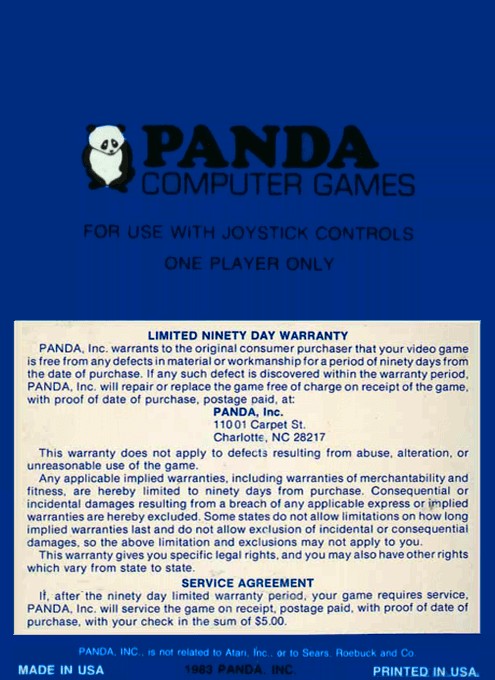 PANDA
COMPUTER GAMES
FOR USE WITH JOYSTICK CONTROLS
ONE PLAYER ONLY
LIMITED NINETY DAY WARRANTY
PANDA, Inc. warrants to the original consumer purchaser that your video game
is free from any defects in material or workmanship for a period of ninety days from
the date of purchase. If any such defect is discovered within the warranty period,
PANDA, Inc. will repair or replace the game free of charge on receipt of the game,
with proof of date of purchase, postage paid, at:
PANDA, Inc.
11001 Carpet St.
Charlotte, NC 28217
This warranty does not apply to defects resulting from abuse, alteration, or
unreasonable use of the game.
Any applicable implied warranties, including warranties of merchantability and
fitness, are hereby limited to ninety days from purchase. Consequential or
incidental damages resulting from a breach of any applicable express or implied
warranties are hereby excluded. Some states do not allow limitations on how long
implied warranties last and do not allow exclusion of incidental or consequential
damages, so the above limitation and exclusions may not apply to you.
This warranty gives you specific legal rights, and you may also have other rights
which vary from state to state.
SERVICE AGREEMENT
If, after the ninety day limited warranty period, your game requires service,
PANDA, Inc. will service the game on receipt, postage paid, with proof of date of
purchase, with your check in the sum of $5.00.
PANDA, INC., is not related to Atari, Inc., or to Sears, Roebuck and Co.
MADE IN USA 1983 PANDA, INC. PRINTED IN USA